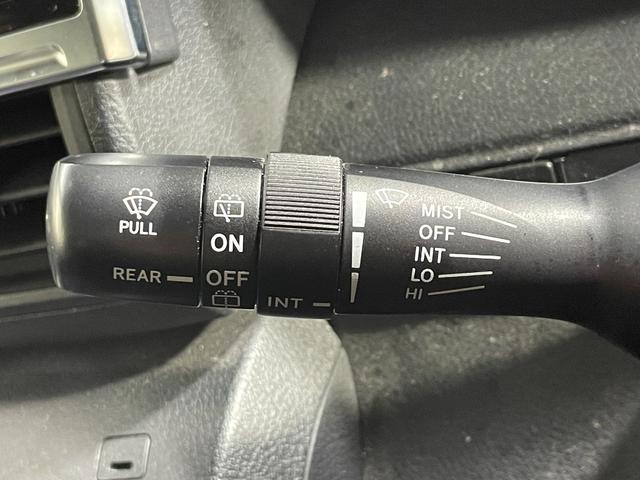 PULL
REAR
ON
OFF
INT
MIST
OFF
INT
LO
HI